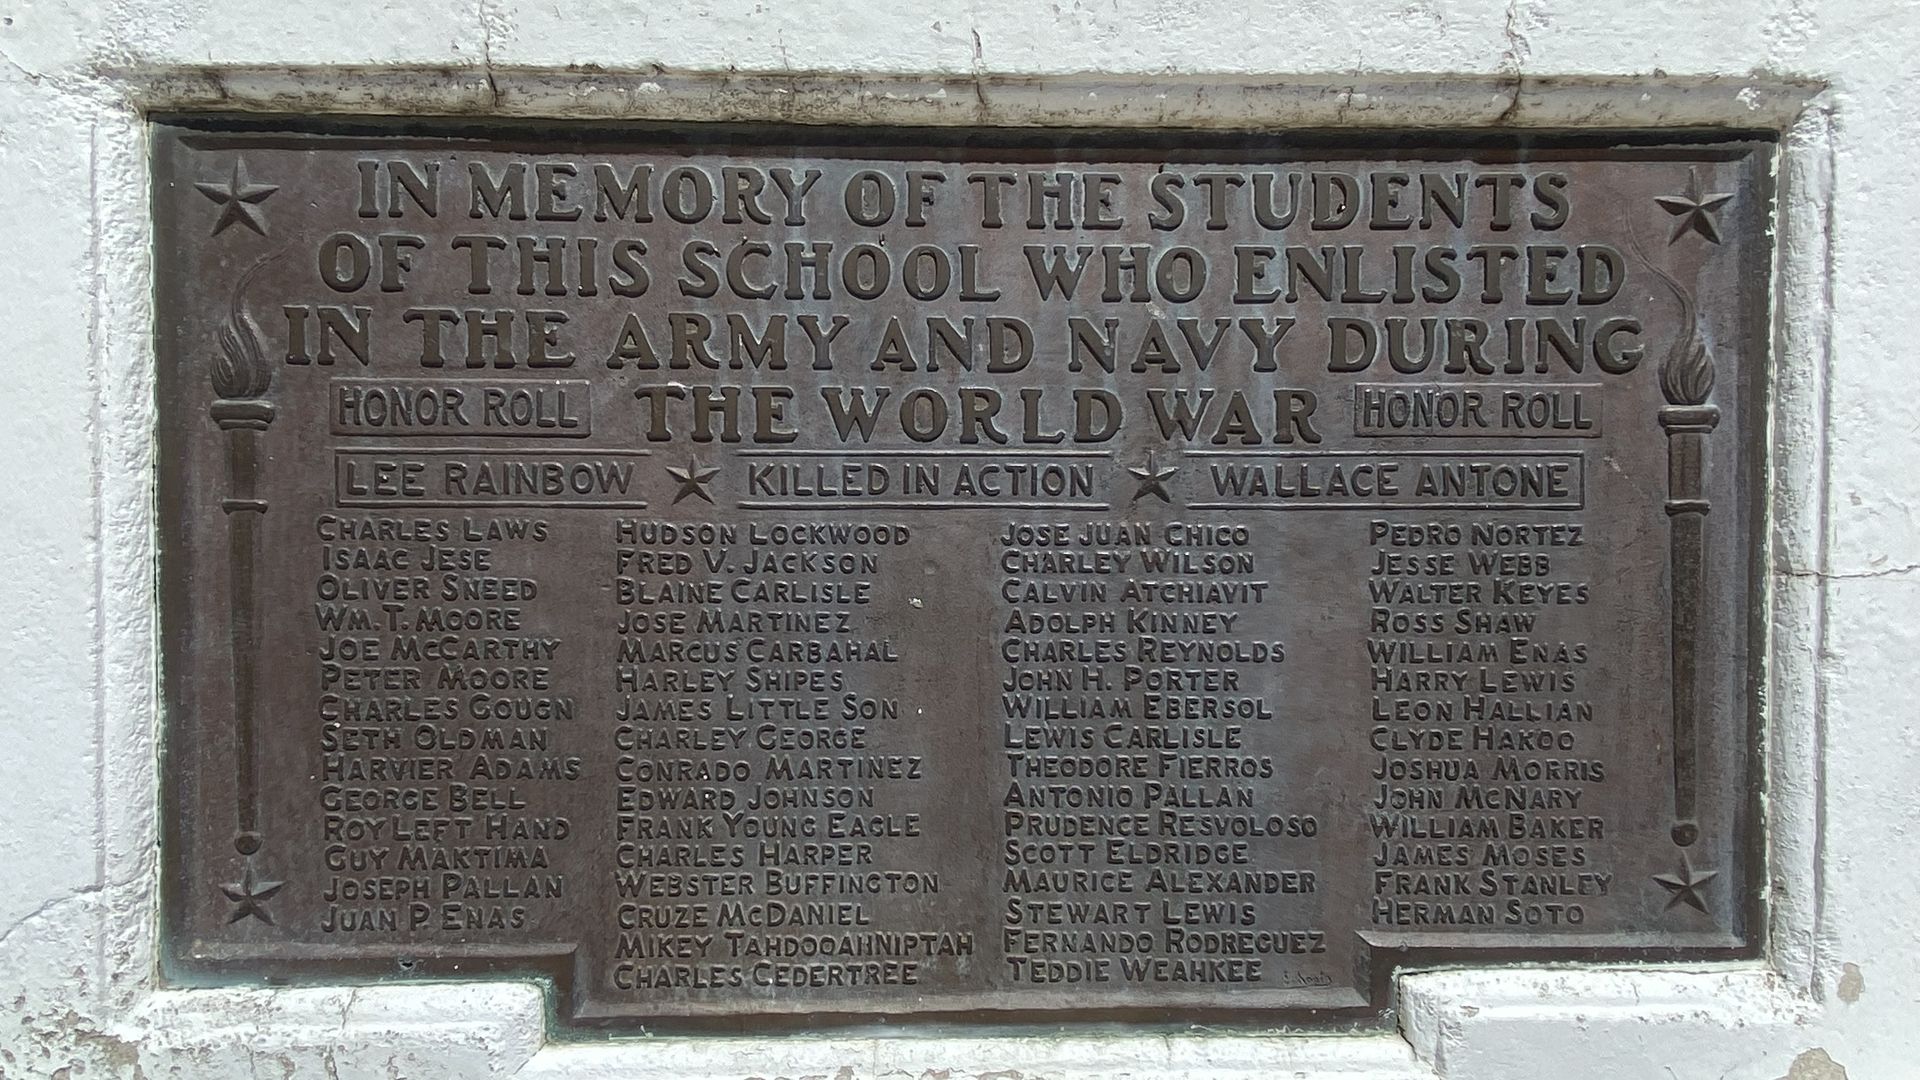 IN MEMORY OF THE STUDENTS
OF THIS SCHOOL WHO ENLISTED
IN THE ARMY AND NAVY DURING
HONOR ROLL THE WORLD WAR HONOR ROLL
LEE RAINBOW KILLED IN ACTION WALLACE ANTONE
CHARLES LAWS
ISAAC JESE
OLIVER SNEED
WM. T. MOORE
JOE McCARTHY
PETER MOORE
CHARLES GOUGN
SETH OLDMAN
HARVIER ADAMS
GEORGE BELL
ROY LEFT HAND
GUY MAKTIMA
JOSEPH PALLAN
JUAN P. ENAS
HUDSON LOCKWOOD
FRED V. JACKSON
BLAINE CARLISLE
JOSE MARTINEZ
MARCUS CARBAHAL
HARLEY SHIPES
JAMES LITTLE SON
CHARLEY GEORGE
CONRADO MARTINEZ
EDWARD JOHNSON
FRANK YOUNG EAGLE
CHARLES HARPER
WEBSTER BUFFINGTON
CRUZE McDANIEL
MIKEY TAHDOOAHNIPTAH
CHARLES CEDERTREE
JOSE JUAN CHICO
CHARLEY WILSON
CALVIN ATCHIAVIT
ADOLPH KINNEY
CHARLES REYNOLDS
JOHN H. PORTER
WILLIAM EBERSOL
LEWIS CARLISLE
THEODORE FIERROS
ANTONIO PALLAN
PRUDENCE RESVOLOSO
SCOTT ELDRIDGE
MAURICE ALEXANDER
STEWART LEWIS
FERNANDO RODREGUEZ
TEDDIE WEAHKEE
PEDRO NORTEZ
JESSE WEBB
WALTER KEYES
ROSS SHAW
WILLIAM ENAS
HARRY LEWIS
LEON HALLIAN
CLYDE HAKOO
JOSHUA MORRIS
JOHN McNARY
WILLIAM BAKER
JAMES MOSES
FRANK STANLEY
HERMAN SOTO